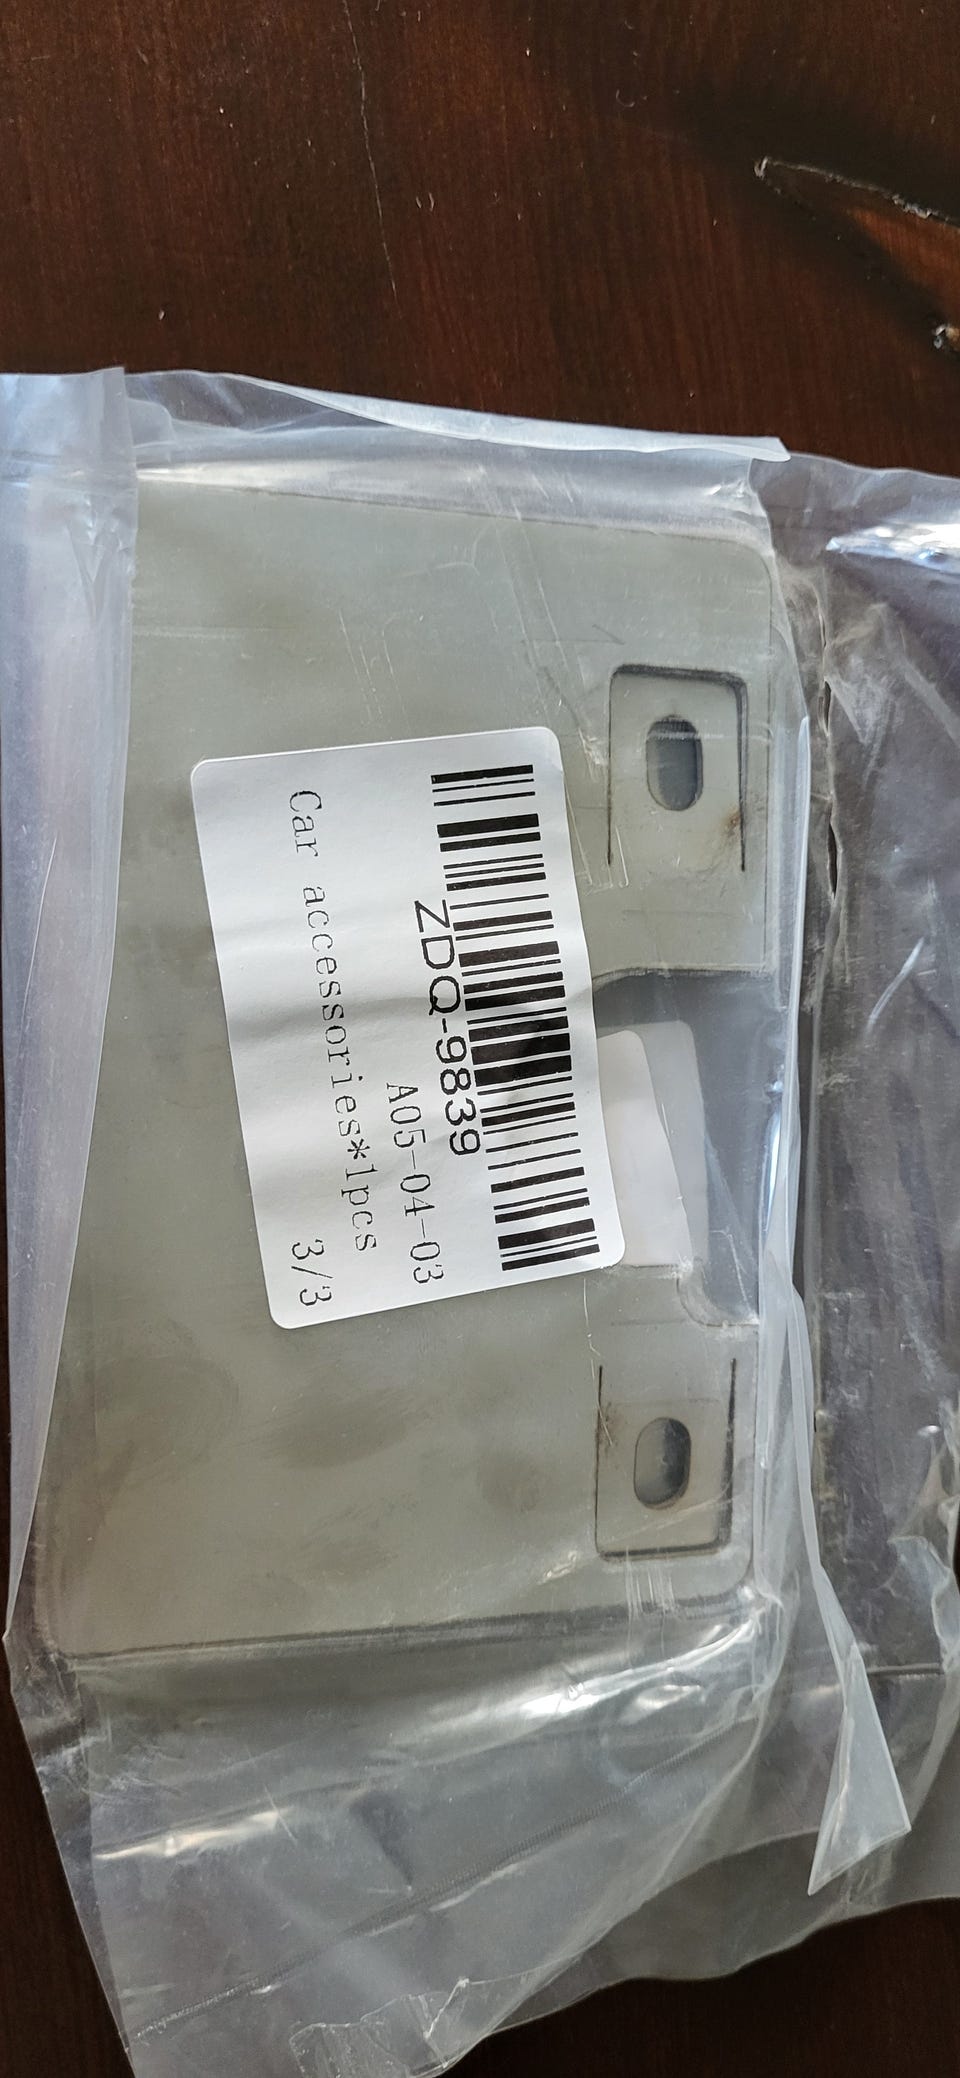 ZDQ-9839
A05-04-03
Car accessories*1pcs
3/3